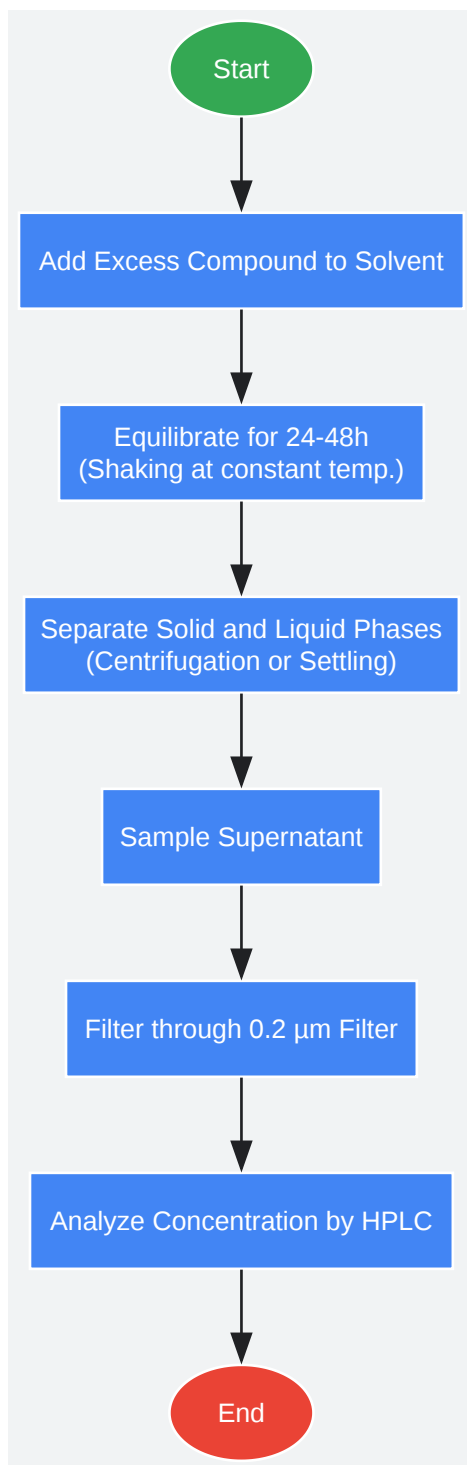 Start
Add Excess Compound to Solvent
Equilibrate for 24-48h
(Shaking at constant temp.)
Separate Solid and Liquid Phases
(Centrifugation or Settling)
Sample Supernatant
Filter through 0.2 µm Filter
Analyze Concentration by HPLC
End